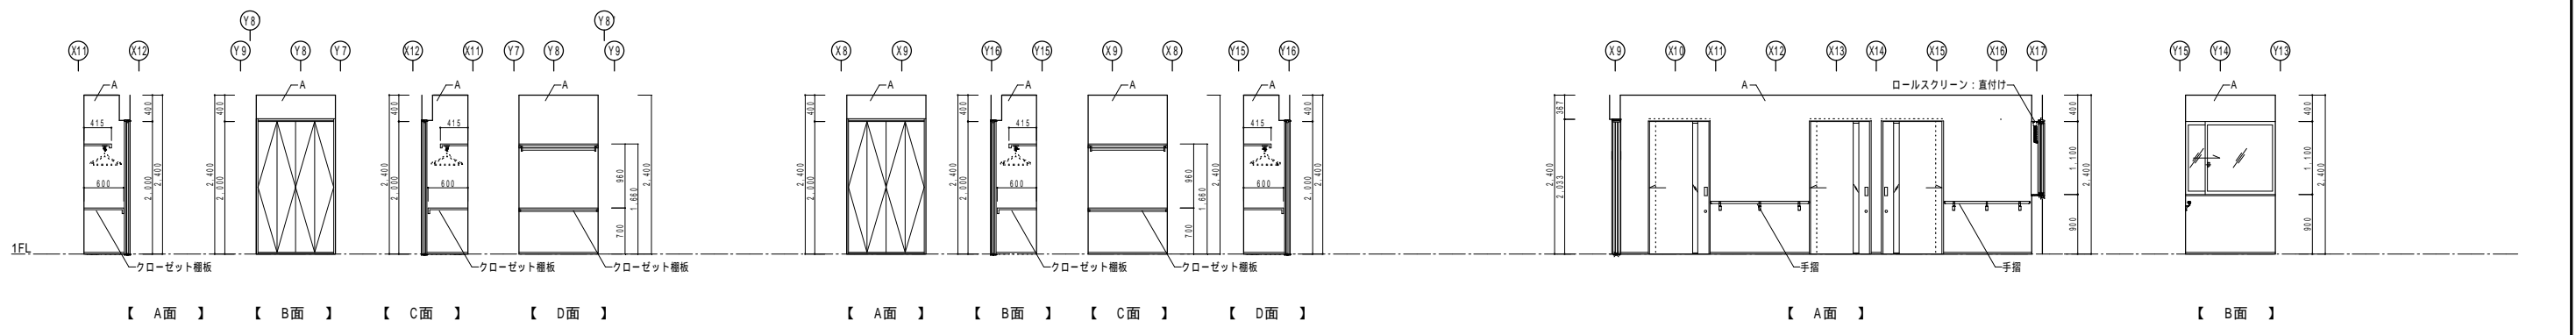 Y8 Y8
X11 X12 Y9 Y8 Y7 X12 X11 Y7 Y8 Y9 X8 X9 Y16 Y15 X9 X8 Y15 Y16 X9 X10 X11 X12 X13 X14 X15 X16 X17 Y15 Y14 Y13
A A A A A A A A A ロールスクリーン：直付け A
400 400 400 400 400 400 367 400 400
415 415 415 415
2,400 2,000 2,400 2,000 2,400 2,000 960 1,660 2,400 2,400 2,000 2,400 2,000 960 1,660 2,400 2,000 2,400 2,400 2,033 1,100 2,400 1,100 2,400
600 600 600 600
700 700 900 900
1FL
クローゼット棚板 クローゼット棚板 クローゼット棚板 クローゼット棚板 クローゼット棚板 手摺 手摺
【 A面 】 【 B面 】 【 C面 】 【 D面 】 【 A面 】 【 B面 】 【 C面 】 【 D面 】 【 A面 】 【 B面 】